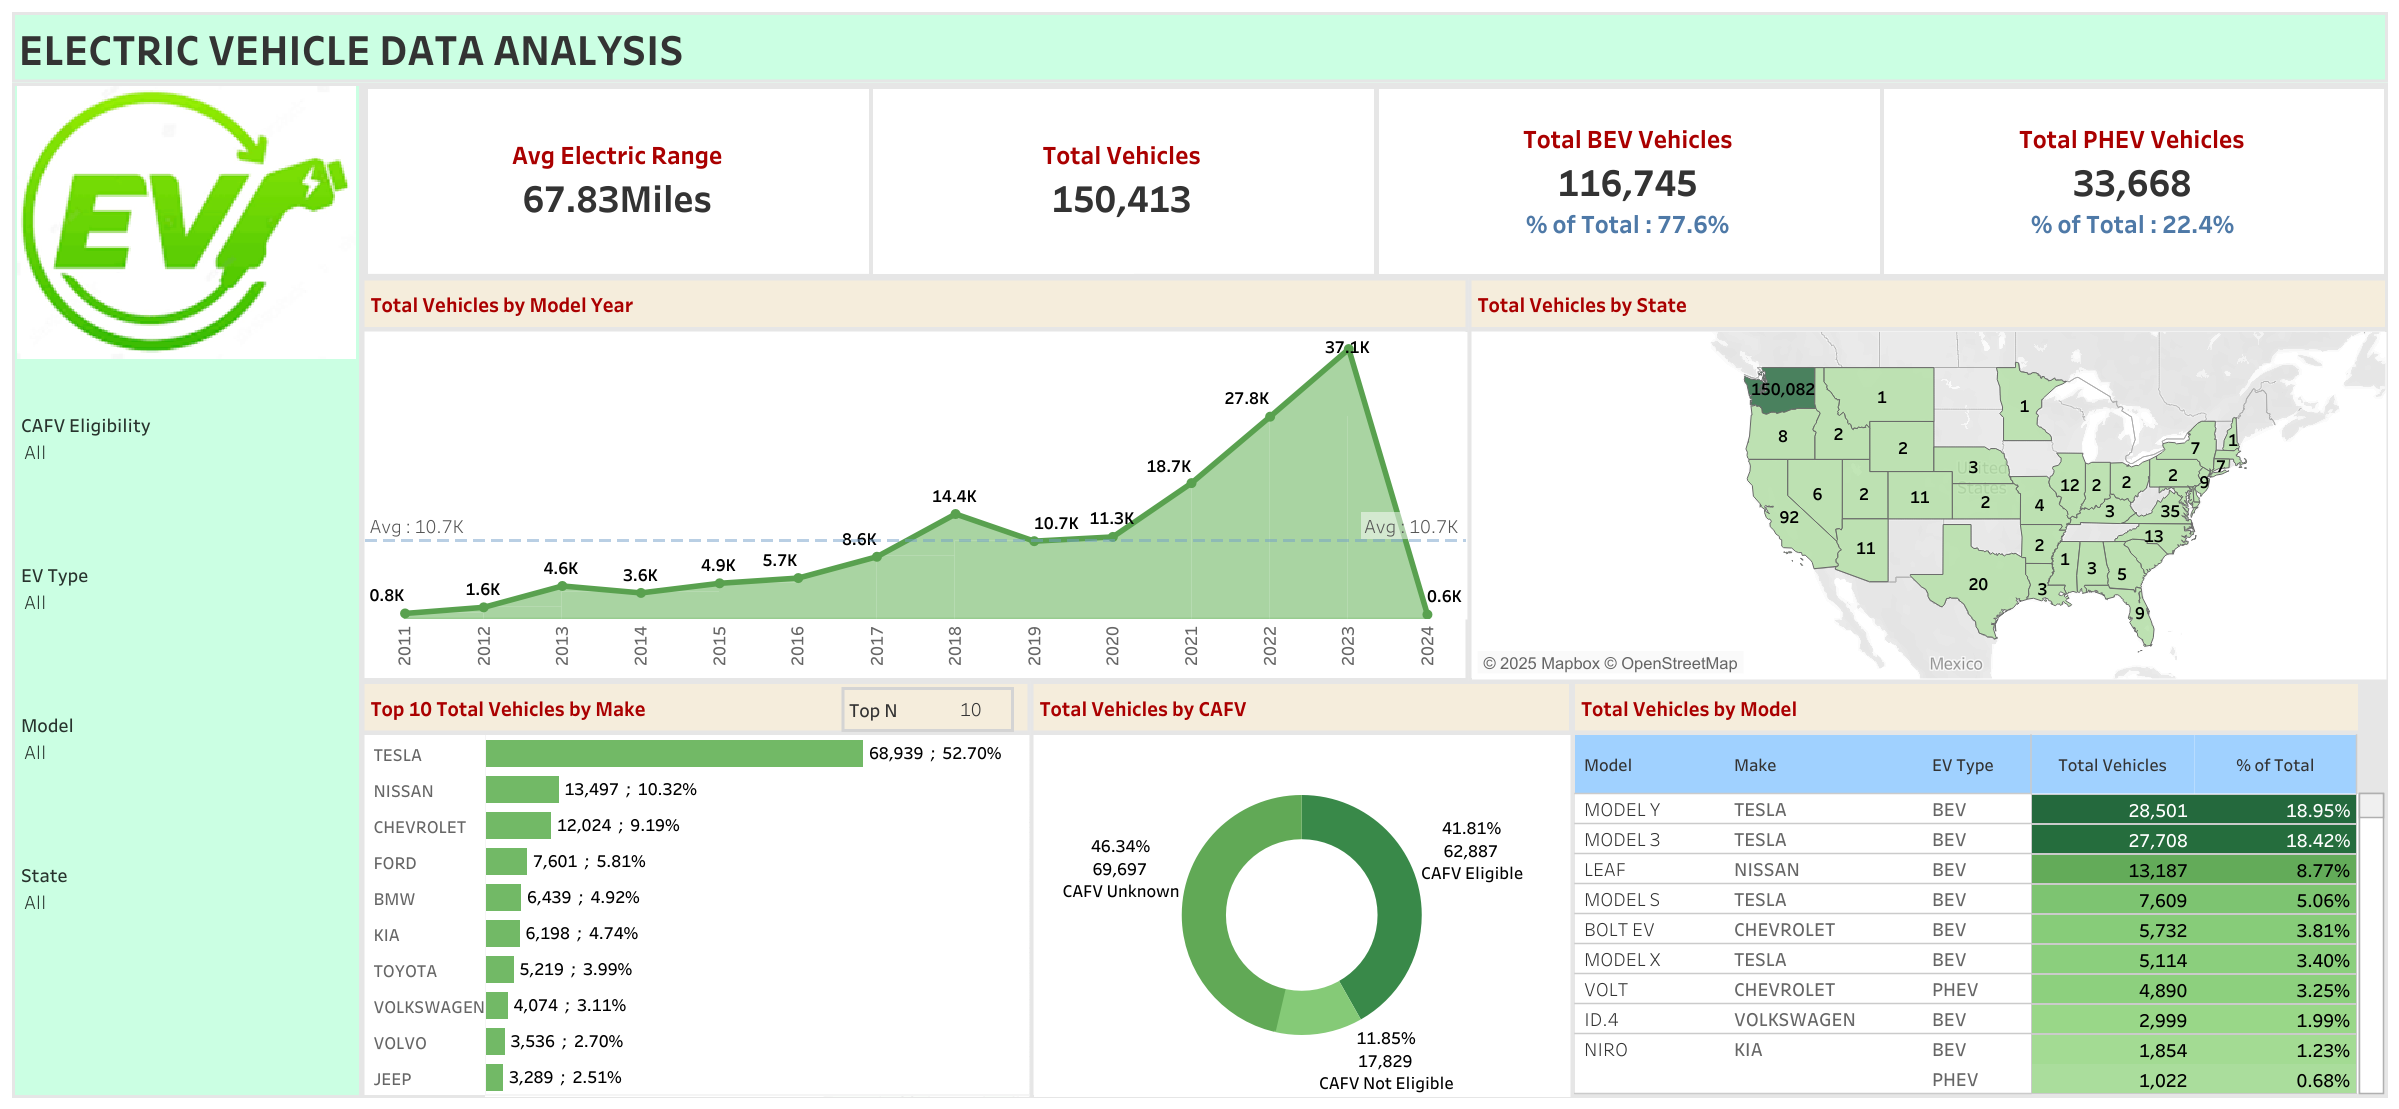 ELECTRIC VEHICLE DATA ANALYSIS
EV
Avg Electric Range
67.83Miles
Total Vehicles
150,413
Total BEV Vehicles
116,745
% of Total : 77.6%
Total PHEV Vehicles
33,668
% of Total : 22.4%
CAFV Eligibility
All
EV Type
All
Model
All
State
All
Total Vehicles by Model Year
37.1K
27.8K
18.7K
14.4K
Avg : 10.7K
8.6K
10.7K
11.3K
Avg : 10.7K
0.8K
1.6K
4.6K
3.6K
4.9K
5.7K
0.6K
2011
2012
2013
2014
2015
2016
2017
2018
2019
2020
2021
2022
2023
2024
Total Vehicles by State
150,082
1
1
8
2
2
7
1
3
United
States
7
2
9
6
2
11
2
4
12
2
2
3
35
92
11
2
13
1
3
5
20
3
9
Mexico
© 2025 Mapbox © OpenStreetMap
Top 10 Total Vehicles by Make
Top N 10
TESLA 68,939 ; 52.70%
NISSAN 13,497 ; 10.32%
CHEVROLET 12,024 ; 9.19%
FORD 7,601 ; 5.81%
BMW 6,439 ; 4.92%
KIA 6,198 ; 4.74%
TOYOTA 5,219 ; 3.99%
VOLKSWAGEN 4,074 ; 3.11%
VOLVO 3,536 ; 2.70%
JEEP 3,289 ; 2.51%
Total Vehicles by CAFV
46.34%
69,697
CAFV Unknown
41.81%
62,887
CAFV Eligible
11.85%
17,829
CAFV Not Eligible
Total Vehicles by Model
Model Make EV Type Total Vehicles % of Total
MODEL Y TESLA BEV 28,501 18.95%
MODEL 3 TESLA BEV 27,708 18.42%
LEAF NISSAN BEV 13,187 8.77%
MODEL S TESLA BEV 7,609 5.06%
BOLT EV CHEVROLET BEV 5,732 3.81%
MODEL X TESLA BEV 5,114 3.40%
VOLT CHEVROLET PHEV 4,890 3.25%
ID.4 VOLKSWAGEN BEV 2,999 1.99%
NIRO KIA BEV 1,854 1.23%
PHEV 1,022 0.68%